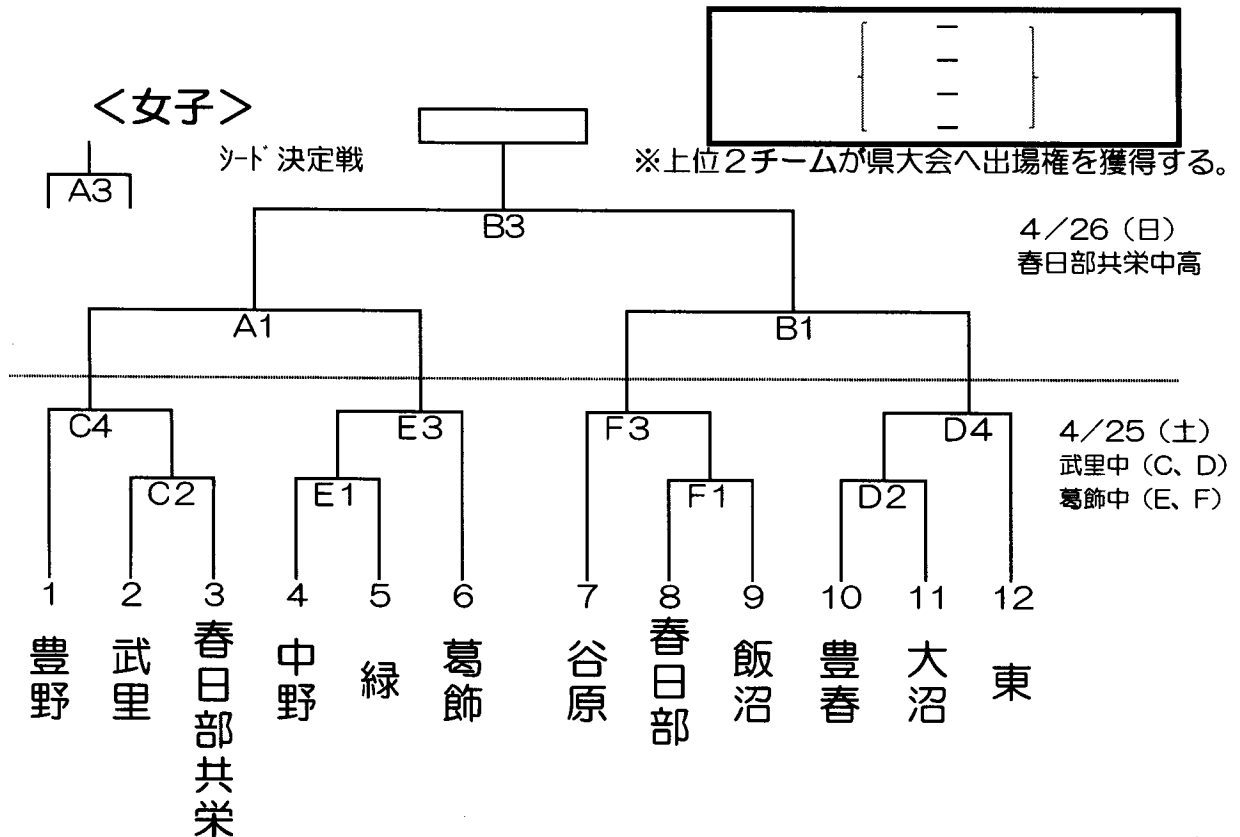 ＜女子＞
シード決定戦
A3
※上位2チームが県大会へ出場権を獲得する。
B3
4／26（日）
春日部共栄中高
A1
B1
C4
E3
F3
D4
4／25（土）
武里中（C、D）
葛飾中（E、F）
C2
E1
F1
D2
1 2 3 4 5 6 7 8 9 10 11 12
豊野
武里
春日部共栄
中野
緑
葛飾
谷原
春日部
飯沼
豊春
大沼
東